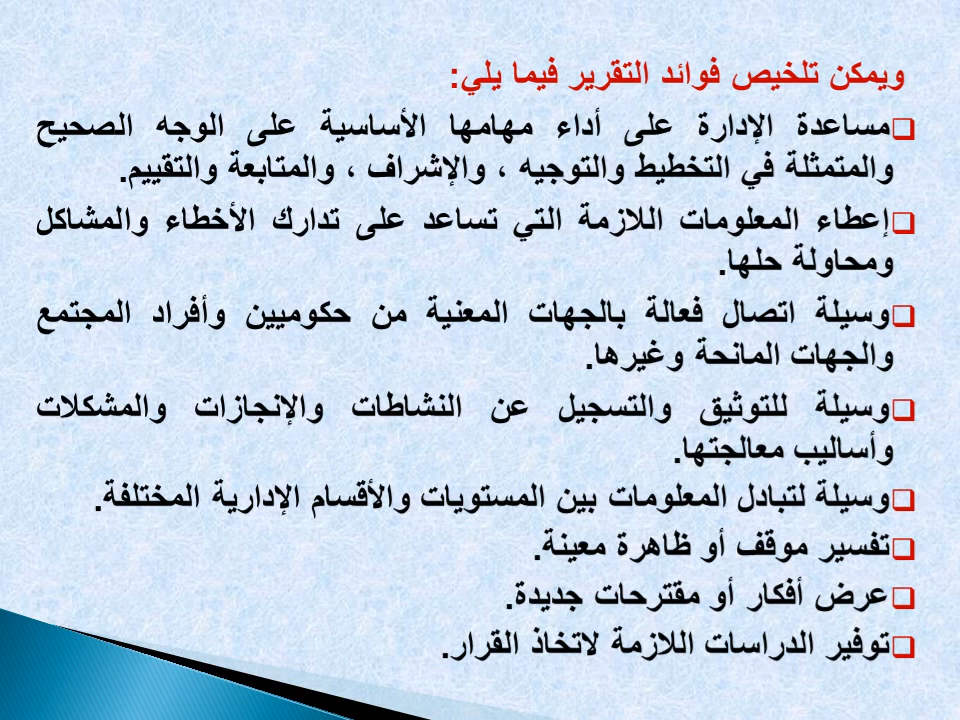 ويمكن تلخيص فوائد التقرير فيما يلي:
❑مساعدة الإدارة على أداء مهامها الأساسية على الوجه الصحيح
والمتمثلة في التخطيط والتوجيه ، والإشراف ، والمتابعة والتقييم.
❑إعطاء المعلومات اللازمة التي تساعد على تدارك الأخطاء والمشاكل
ومحاولة حلها.
❑وسيلة اتصال فعالة بالجهات المعنية من حكوميين وأفراد المجتمع
والجهات المانحة وغيرها.
❑وسيلة للتوثيق والتسجيل عن النشاطات والإنجازات والمشكلات
وأساليب معالجتها.
❑وسيلة لتبادل المعلومات بين المستويات والأقسام الإدارية المختلفة.
❑تفسير موقف أو ظاهرة معينة.
❑عرض أفكار أو مقترحات جديدة.
❑توفير الدراسات اللازمة لاتخاذ القرار.